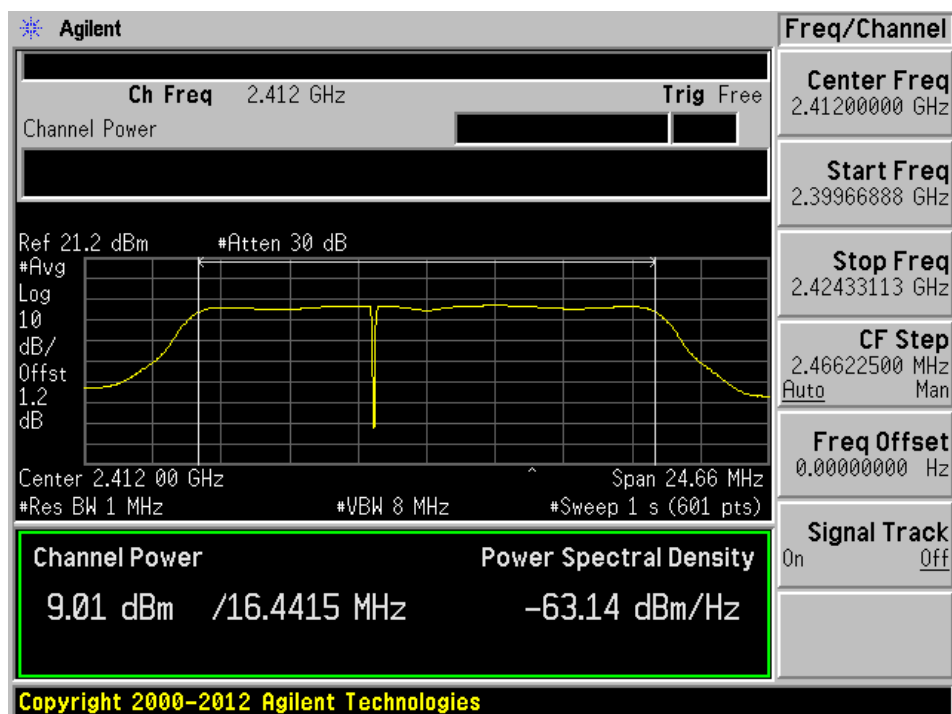 Agilent
Freq/Channel
Ch Freq 2.412 GHz Trig Free
Channel Power
Ref 21.2 dBm #Atten 30 dB
#Avg
Log
10
dB/
Offst
1.2
dB
Center 2.412 00 GHz Span 24.66 MHz
#Res BW 1 MHz #VBW 8 MHz #Sweep 1 s (601 pts)
Channel Power Power Spectral Density
9.01 dBm /16.4415 MHz -63.14 dBm/Hz
Copyright 2000-2012 Agilent Technologies
Center Freq
2.41200000 GHz
Start Freq
2.39966888 GHz
Stop Freq
2.42433113 GHz
CF Step
2.46622500 MHz
Auto Man
Freq Offset
0.00000000 Hz
Signal Track
On Off